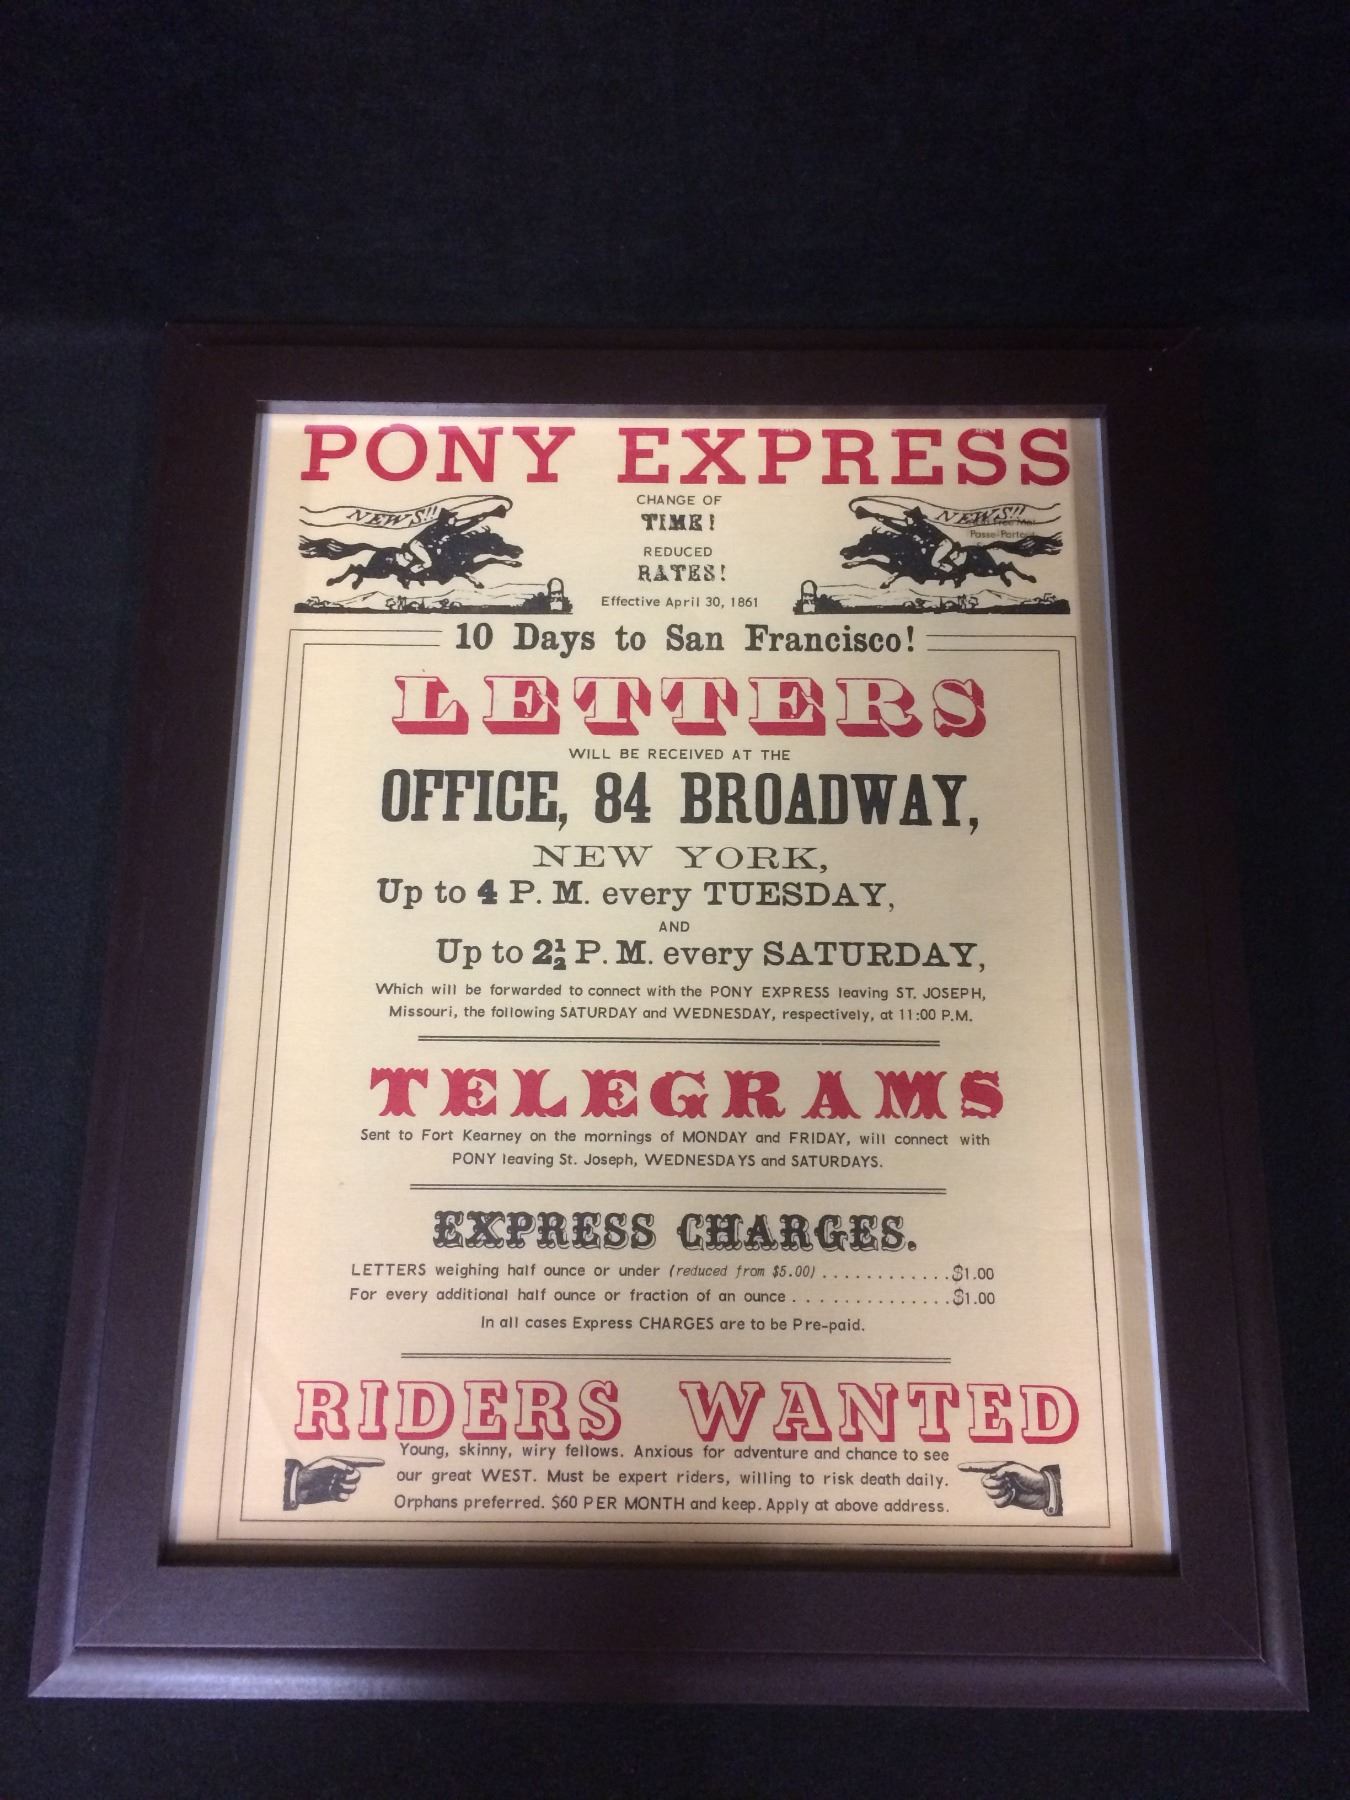 PONY EXPRESS
NEWS!!
CHANGE OF
TIME!
REDUCED
RATES!
Effective April 30, 1861
NEWS!!
Free Me!
Passe-Partout
10 Days to San Francisco!
LETTERS
WILL BE RECEIVED AT THE
OFFICE, 84 BROADWAY,
NEW YORK,
Up to 4 P. M. every TUESDAY,
AND
Up to 2½ P. M. every SATURDAY,
Which will be forwarded to connect with the PONY EXPRESS leaving ST. JOSEPH,
Missouri, the following SATURDAY and WEDNESDAY, respectively, at 11:00 P.M.
TELEGRAMS
Sent to Fort Kearney on the mornings of MONDAY and FRIDAY, will connect with
PONY leaving St. Joseph, WEDNESDAYS and SATURDAYS.
EXPRESS CHARGES.
LETTERS weighing half ounce or under (reduced from $5.00) . . . . . . . . . . . . $1.00
For every additional half ounce or fraction of an ounce . . . . . . . . . . . . . . $1.00
In all cases Express CHARGES are to be Pre-paid.
RIDERS WANTED
Young, skinny, wiry fellows. Anxious for adventure and chance to see
our great WEST. Must be expert riders, willing to risk death daily.
Orphans preferred. $60 PER MONTH and keep. Apply at above address.